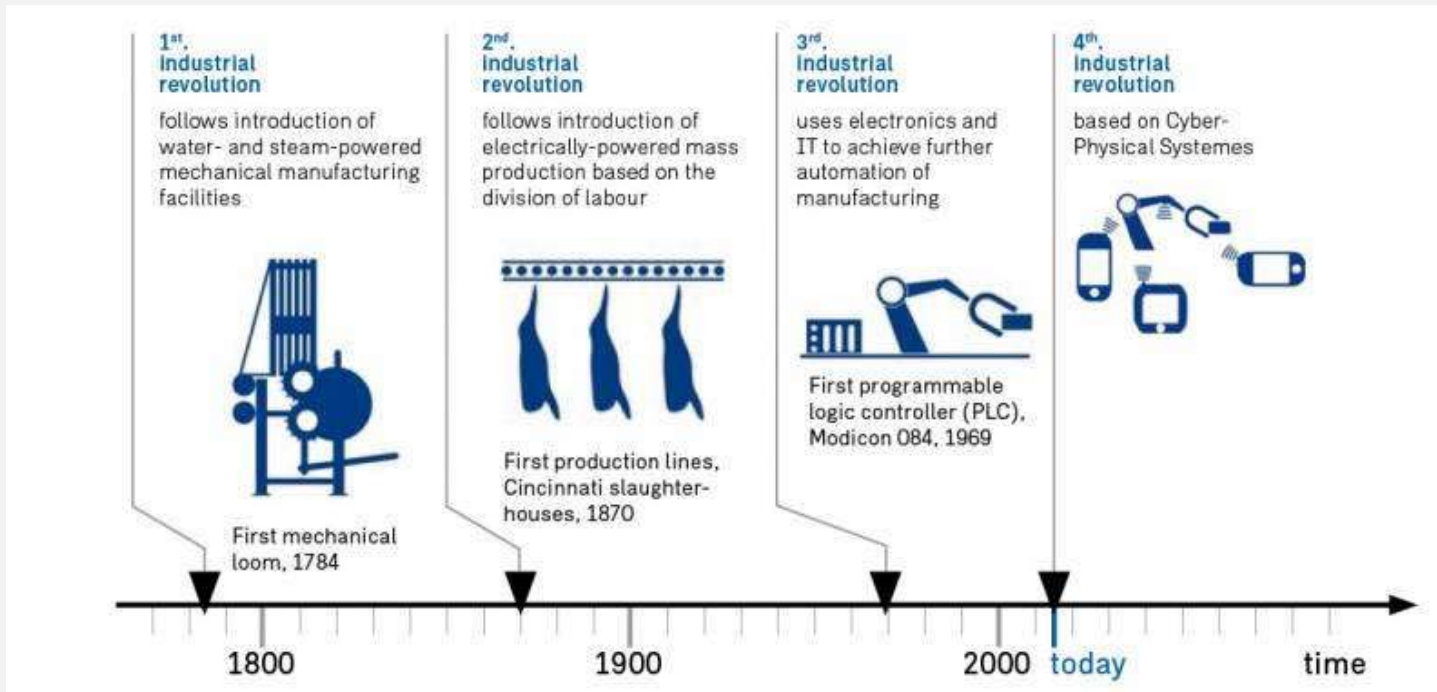 1st.
industrial
revolution
follows introduction of
water- and steam-powered
mechanical manufacturing
facilities
First mechanical
loom, 1784
2nd.
industrial
revolution
follows introduction of
electrically-powered mass
production based on the
division of labour
First production lines,
Cincinnati slaughter-
houses, 1870
3rd.
industrial
revolution
uses electronics and
IT to achieve further
automation of
manufacturing
First programmable
logic controller (PLC),
Modicon 084, 1969
4th.
industrial
revolution
based on Cyber-
Physical Systemes
1800
1900
2000
today
time